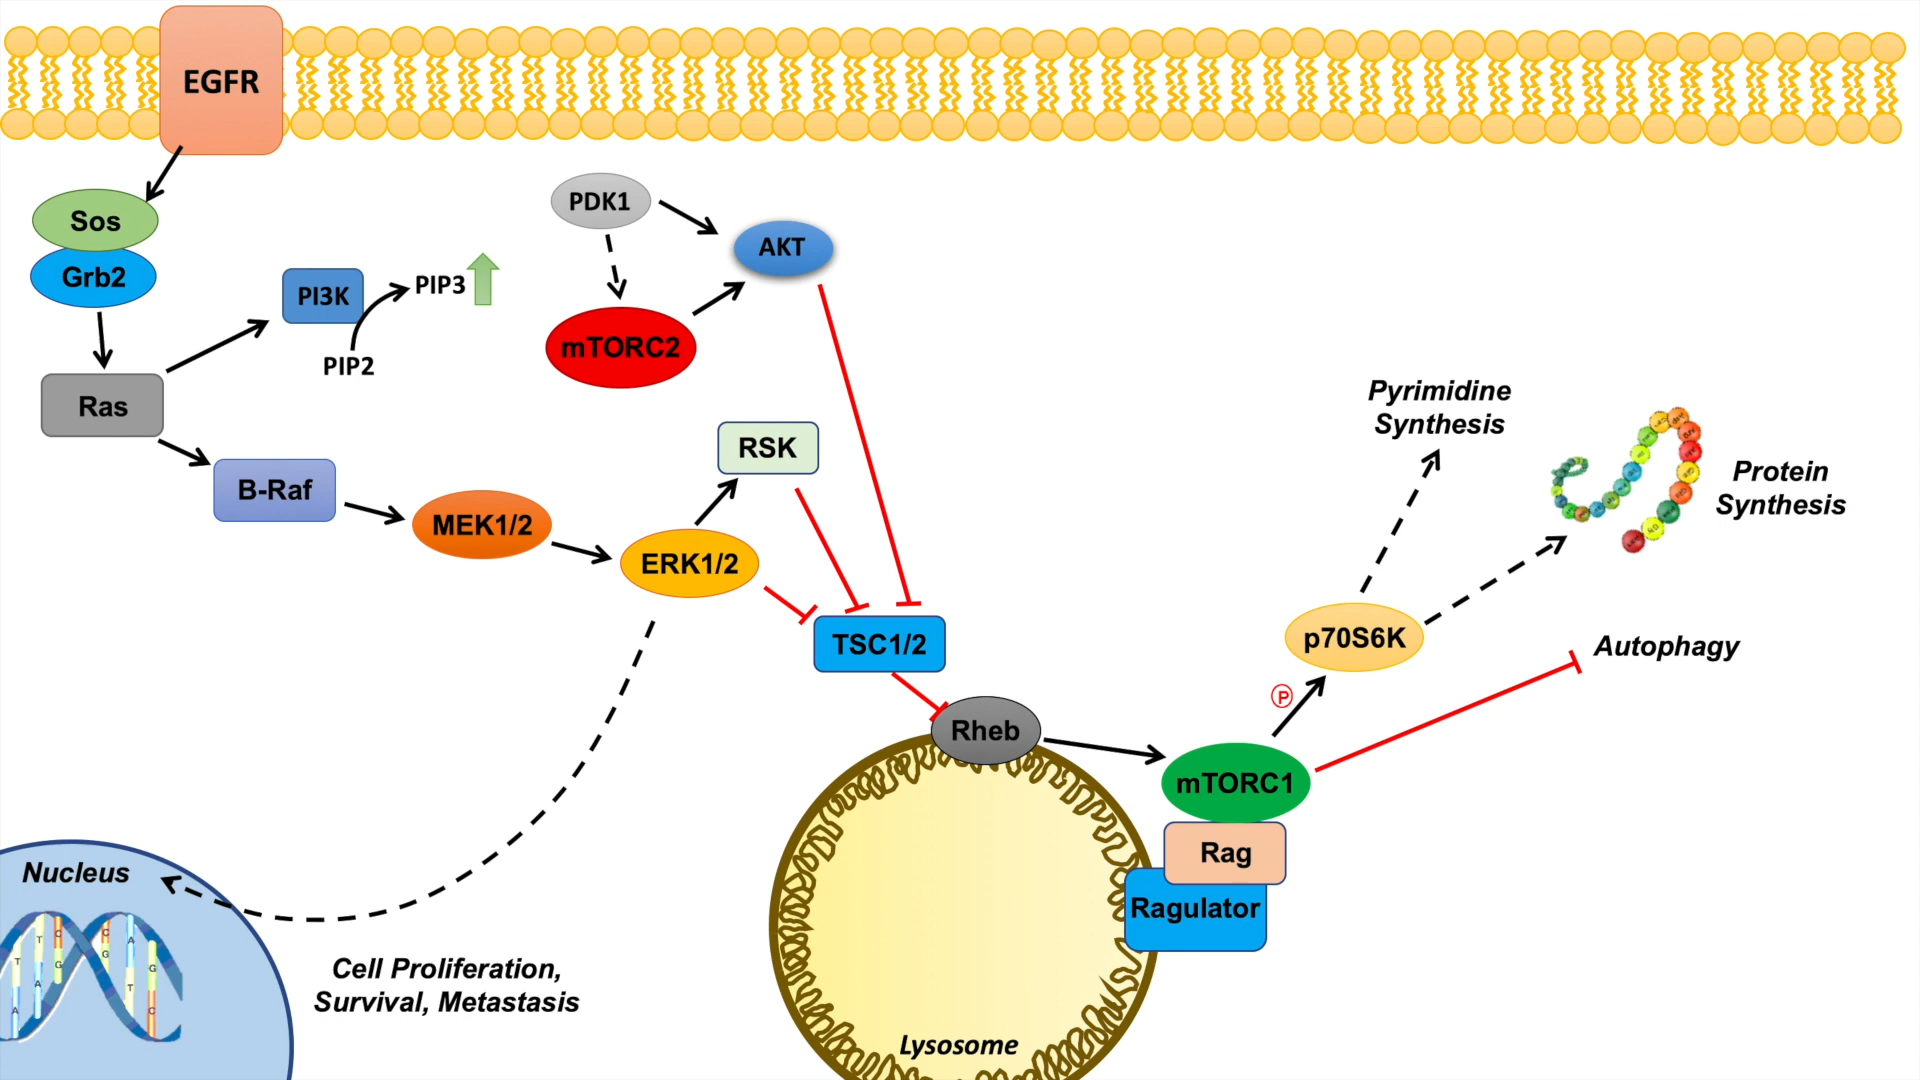 EGFR
Sos
Grb2
PDK1
AKT
PI3K
PIP3
PIP2
mTORC2
Ras
RSK
B-Raf
MEK1/2
ERK1/2
TSC1/2
Pyrimidine
Synthesis
Protein
Synthesis
p70S6K
Autophagy
P
Rheb
mTORC1
Rag
Ragulator
Nucleus
T
C
G
T
A
A
C
G
A
T
G
C
Cell Proliferation,
Survival, Metastasis
Lysosome